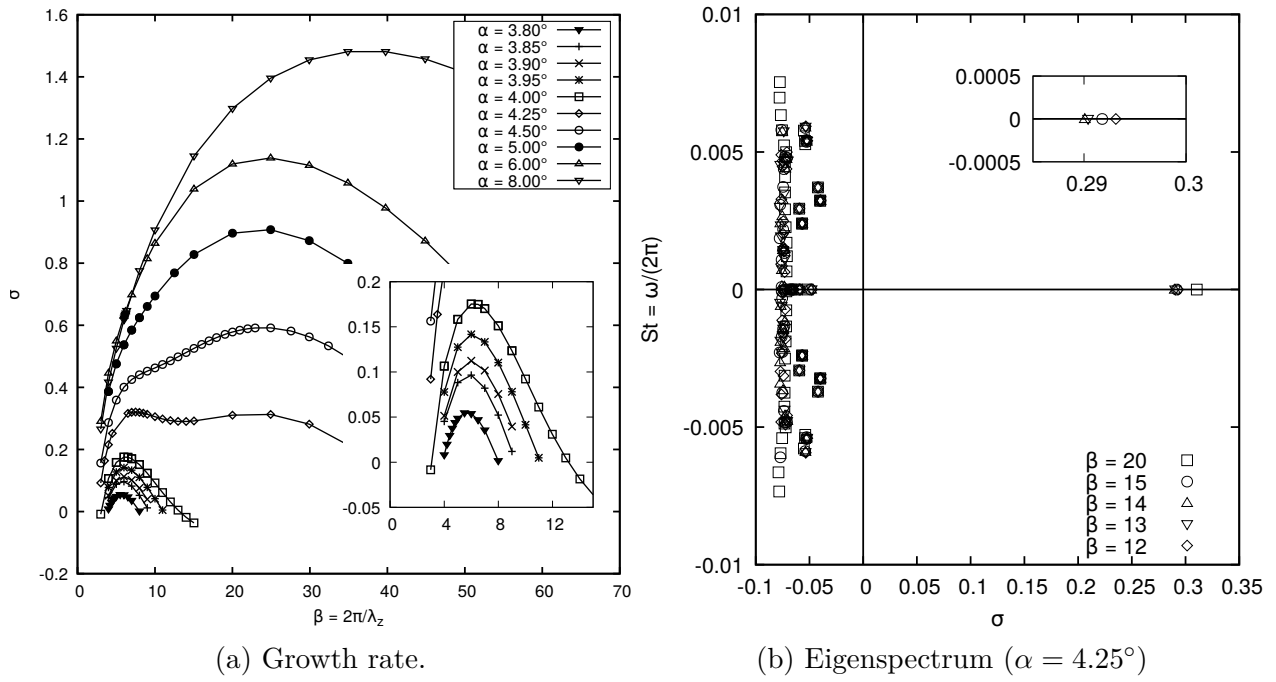 (a)
1.6
1.4
1.2
1
0.8
0.6
0.4
0.2
0
-0.2
σ
0 10 20 30 40 50 60 70
β = 2π/λz
α = 3.80°
α = 3.85°
α = 3.90°
α = 3.95°
α = 4.00°
α = 4.25°
α = 4.50°
α = 5.00°
α = 6.00°
α = 8.00°
0.2
0.15
0.1
0.05
0
-0.05
0 4 8 12
(a) Growth rate.
(b)
0.01
0.005
0
-0.005
-0.01
St = ω/(2π)
-0.1 -0.05 0 0.05 0.1 0.15 0.2 0.25 0.3 0.35
σ
0.0005
0
-0.0005
0.29 0.3
β = 20
β = 15
β = 14
β = 13
β = 12
(b) Eigenspectrum (α = 4.25°)